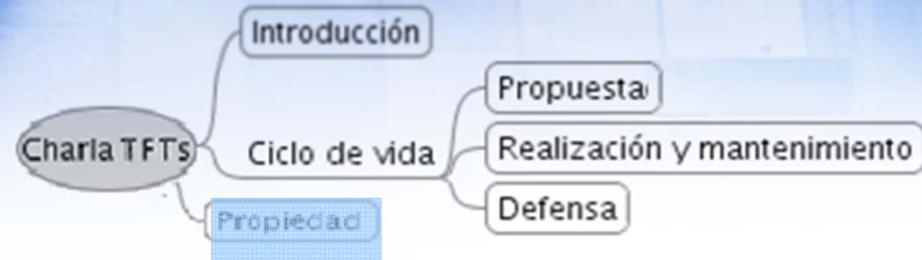 Introducción
Propuesta
Charla TFTs
Ciclo de vida
Realización y mantenimiento
Propiedad
Defensa